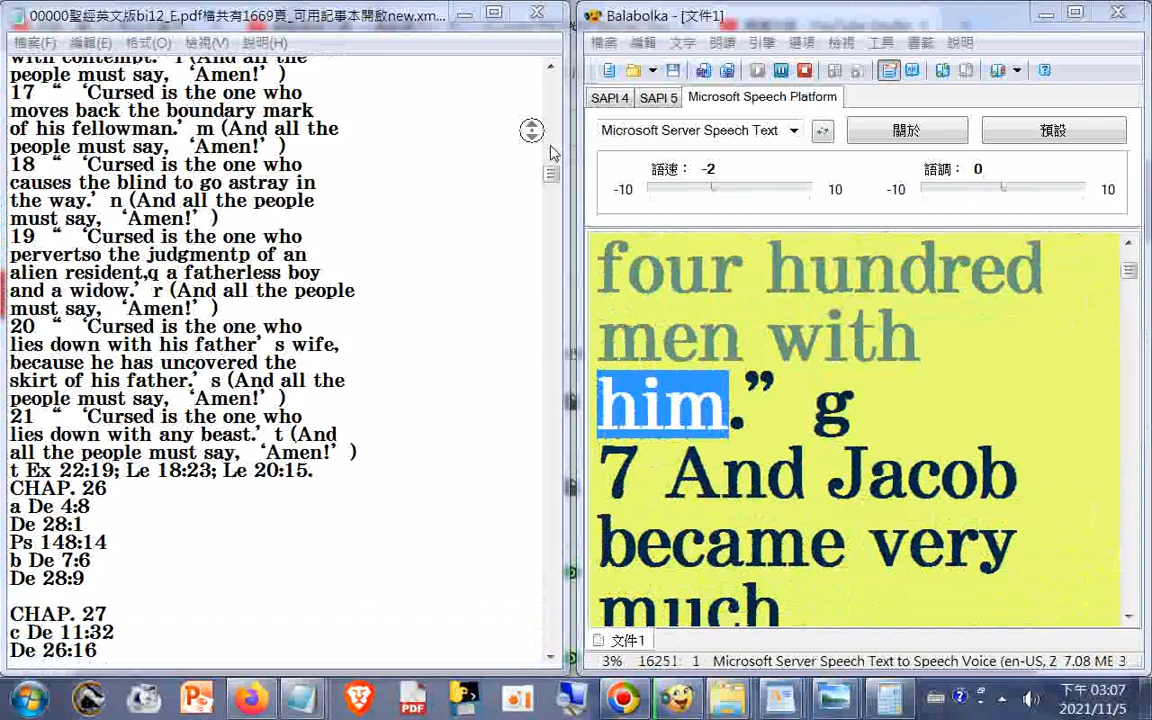 00000聖經英文版bi12_E.pdf檔共有1669頁_可用記事本開啟new.xm...
檔案(F) 編輯(E) 格式(O) 檢視(V) 說明(H)
with contempt.’ l (And all the
people must say, ‘Amen!’ )
17 “ ‘Cursed is the one who
moves back the boundary mark
of his fellowman.’ m (And all the
people must say, ‘Amen!’ )
18 “ ‘Cursed is the one who
causes the blind to go astray in
the way.’ n (And all the people
must say, ‘Amen!’ )
19 “ ‘Cursed is the one who
pervertso the judgmentp of an
alien resident,q a fatherless boy
and a widow.’ r (And all the people
must say, ‘Amen!’ )
20 “ ‘Cursed is the one who
lies down with his father’ s wife,
because he has uncovered the
skirt of his father.’ s (And all the
people must say, ‘Amen!’ )
21 “ ‘Cursed is the one who
lies down with any beast.’ t (And
all the people must say, ‘Amen!’ )
t Ex 22:19; Le 18:23; Le 20:15.
CHAP. 26
a De 4:8
De 28:1
Ps 148:14
b De 7:6
De 28:9
CHAP. 27
c De 11:32
De 26:16
Balabolka - [文件1]
檔案 編輯 文字 朗讀 引擎 選項 檢視 工具 書籤 說明
SAPI 4 SAPI 5 Microsoft Speech Platform
Microsoft Server Speech Text 關於 預設
語速： -2 語調： 0
-10 10 -10 10
four hundred
men with
him.” g
7 And Jacob
became very
much
文件1
3% 16251: 1 Microsoft Server Speech Text to Speech Voice (en-US, Z 7.08 ME 3
PDF
下午 03:07
2021/11/5